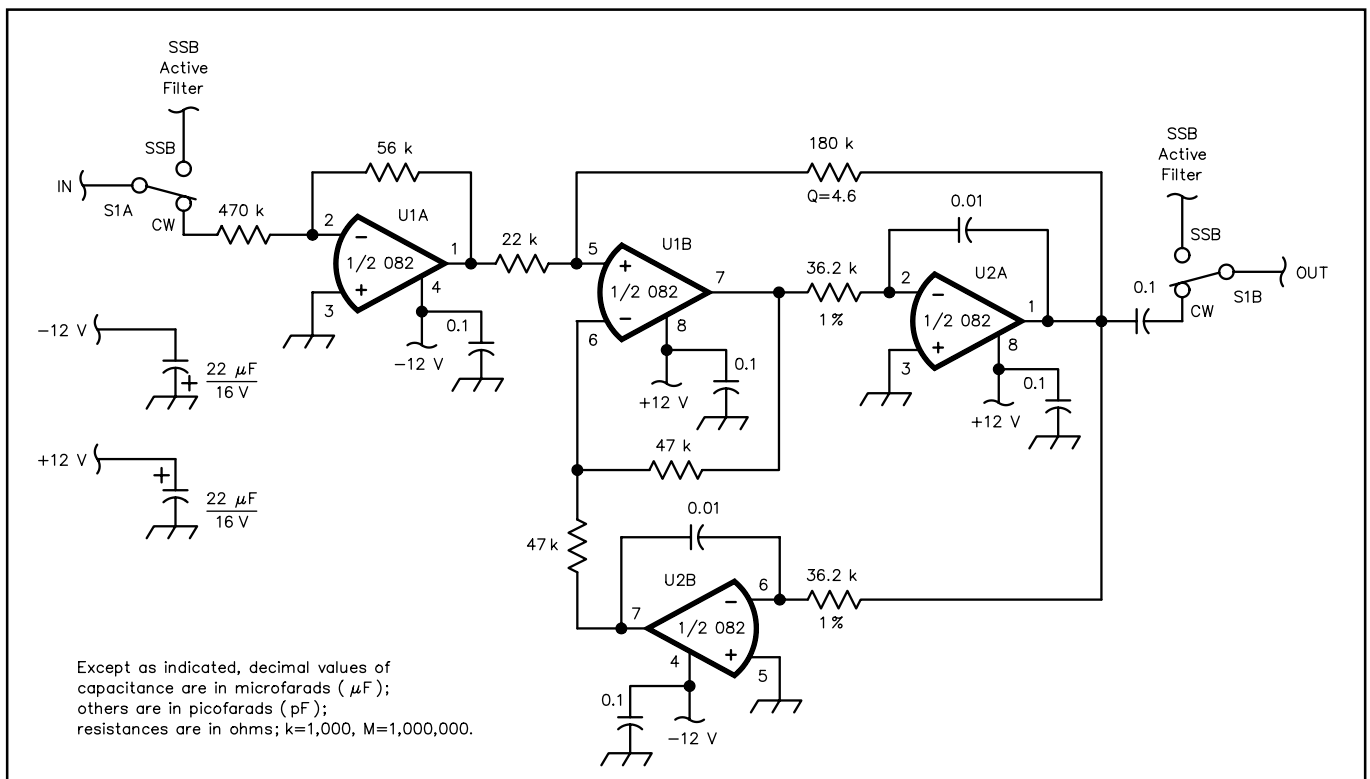 SSB
Active
Filter
SSB
IN
S1A
CW
470 k
56 k
2
−
U1A
1/2 082
+
3
1
4
0.1
−12 V
22 k
180 k
Q=4.6
5
+
U1B
1/2 082
−
6
7
8
0.1
+12 V
36.2 k
1%
0.01
2
−
U2A
1/2 082
+
3
1
8
0.1
+12 V
SSB
Active
Filter
SSB
0.1
CW
S1B
OUT
−12 V
+
22 μF
16 V
+12 V
+
22 μF
16 V
47 k
47 k
0.01
U2B
7
6
−
1/2 082
+
4
5
0.1
−12 V
36.2 k
1%
Except as indicated, decimal values of
capacitance are in microfarads ( μF);
others are in picofarads (pF);
resistances are in ohms; k=1,000, M=1,000,000.